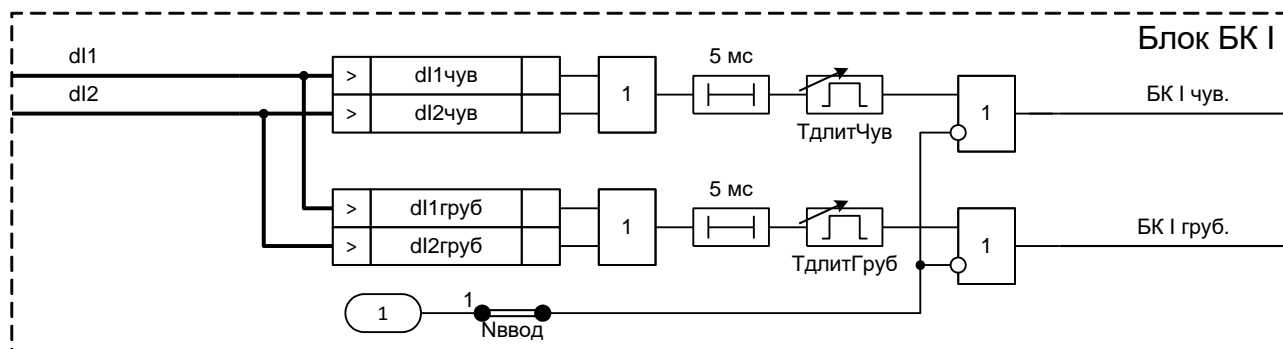 Блок БК I
dI1
dI2
> dI1чув
> dI2чув
1
5 мс
ТдлитЧув
1
БК I чув.
> dI1груб
> dI2груб
1
5 мс
ТдлитГруб
1
БК I груб.
1
1
Nввод